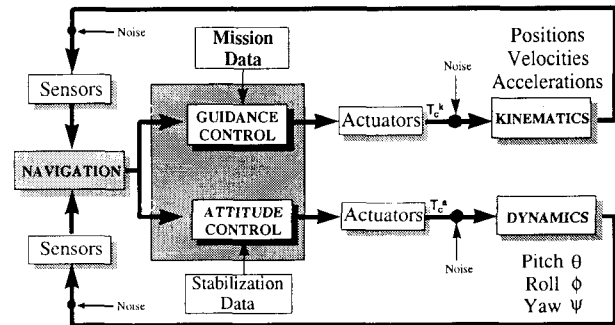 Noise
Mission
Data
Noise
Positions
Velocities
Accelerations
Sensors
GUIDANCE
CONTROL
Actuators
T_c^k
KINEMATICS
NAVIGATION
ATTITUDE
CONTROL
Actuators
T_c^a
DYNAMICS
Sensors
Noise
Pitch θ
Roll ϕ
Yaw ψ
Stabilization
Data
Noise